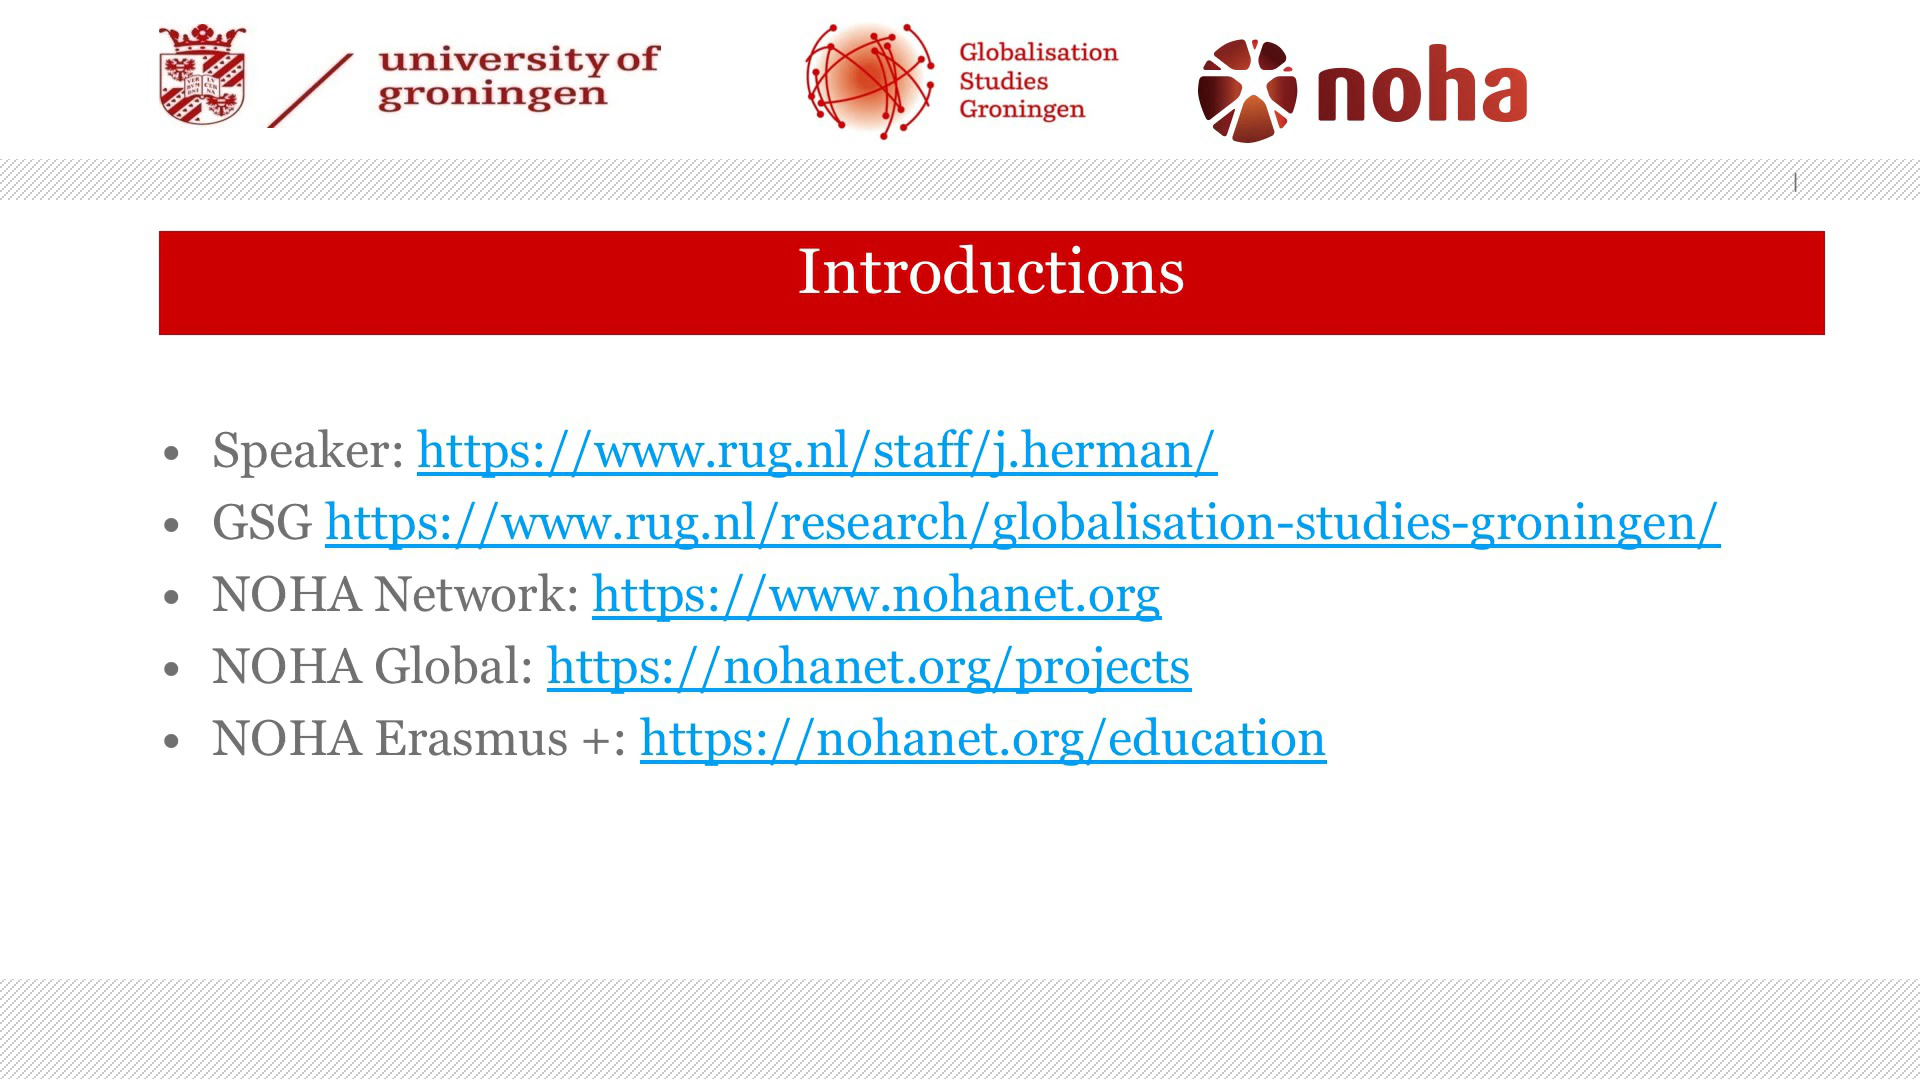 university of
groningen
Globalisation
Studies
Groningen
noha
Introductions
• Speaker: https://www.rug.nl/staff/j.herman/
• GSG https://www.rug.nl/research/globalisation-studies-groningen/
• NOHA Network: https://www.nohanet.org
• NOHA Global: https://nohanet.org/projects
• NOHA Erasmus +: https://nohanet.org/education